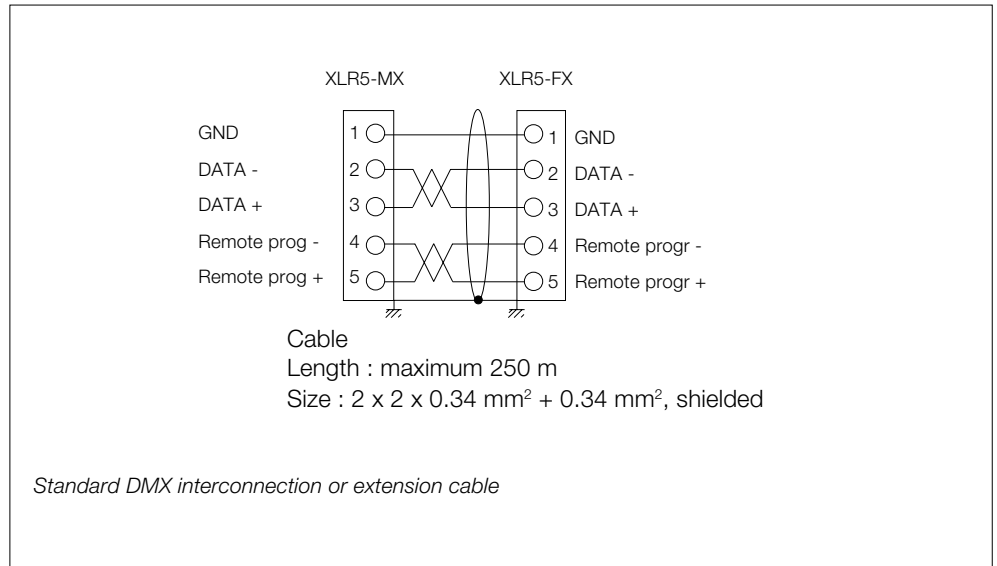 XLR5-MX XLR5-FX
GND 1 1 GND
DATA - 2 2 DATA -
DATA + 3 3 DATA +
Remote prog - 4 4 Remote progr -
Remote prog + 5 5 Remote progr +
Cable
Length : maximum 250 m
Size : 2 x 2 x 0.34 mm² + 0.34 mm², shielded
Standard DMX interconnection or extension cable